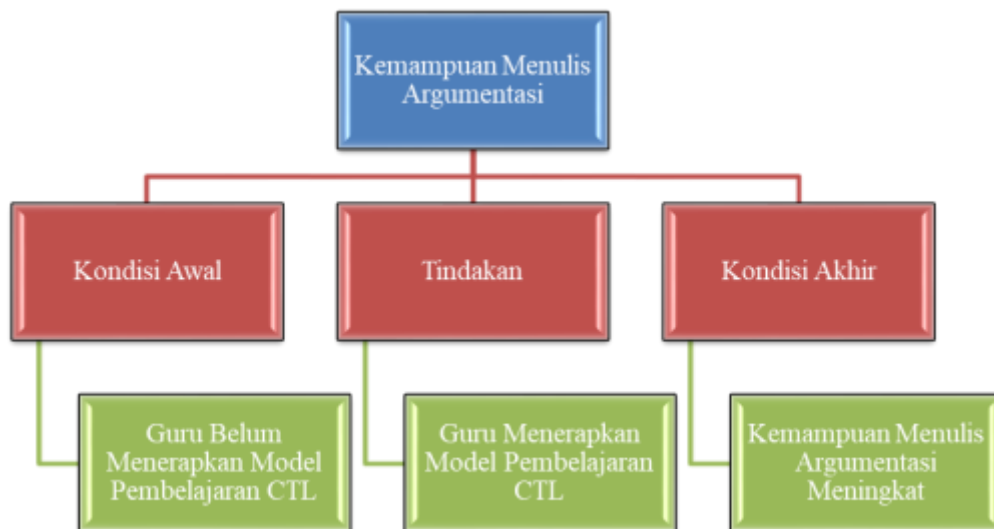 Kemampuan Menulis
Argumentasi
Kondisi Awal
Tindakan
Kondisi Akhir
Guru Belum
Menerapkan Model
Pembelajaran CTL
Guru Menerapkan
Model Pembelajaran
CTL
Kemampuan Menulis
Argumentasi
Meningkat